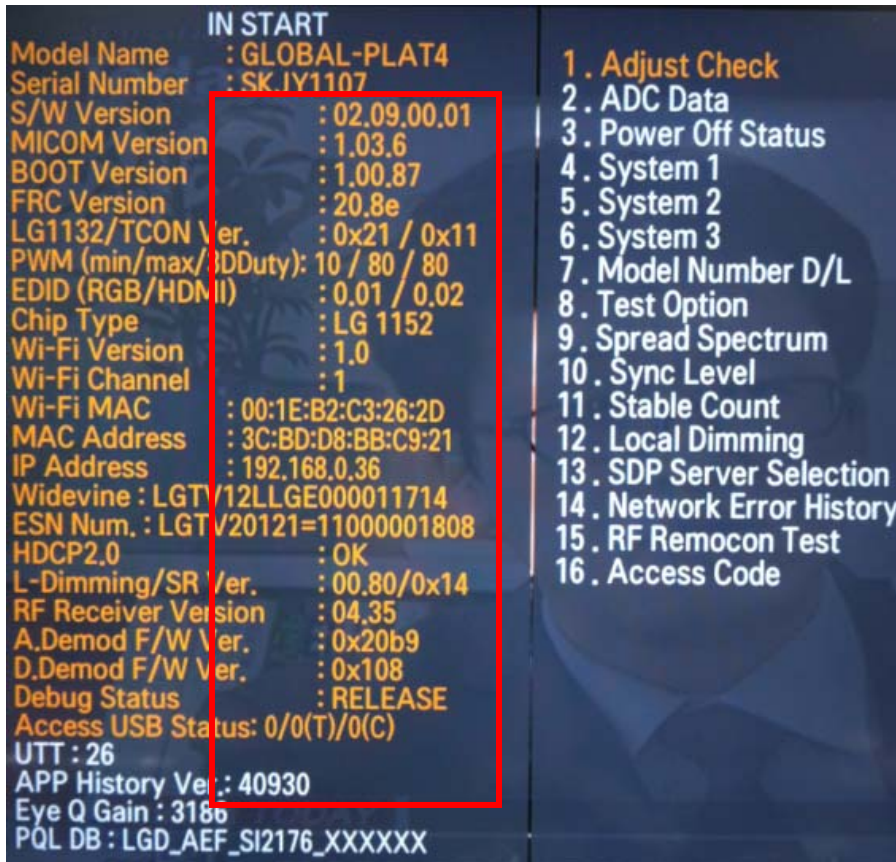 IN START
Model Name : GLOBAL-PLAT4
Serial Number : SKJY1107
S/W Version : 02.09.00.01
MICOM Version : 1.03.6
BOOT Version : 1.00.87
FRC Version : 20.8e
LG1132/TCON Ver. : 0x21 / 0x11
PWM (min/max/3DDuty): 10 / 80 / 80
EDID (RGB/HDMI) : 0.01 / 0.02
Chip Type : LG 1152
Wi-Fi Version : 1.0
Wi-Fi Channel : 1
Wi-Fi MAC : 00:1E:B2:C3:26:2D
MAC Address : 3C:BD:D8:BB:C9:21
IP Address : 192.168.0.36
Widevine : LGTV12LLGE000011714
ESN Num. : LGTV20121=11000001808
HDCP2.0 : OK
L-Dimming/SR Ver. : 00.80/0x14
RF Receiver Version : 04.35
A.Demod F/W Ver. : 0x20b9
D.Demod F/W Ver. : 0x108
Debug Status : RELEASE
Access USB Status: 0/0(T)/0(C)
UTT : 26
APP History Ver.: 40930
Eye Q Gain : 3186
PQL DB : LGD_AEF_SI2176_XXXXXX
1 . Adjust Check
2 . ADC Data
3 . Power Off Status
4 . System 1
5 . System 2
6 . System 3
7 . Model Number D/L
8 . Test Option
9 . Spread Spectrum
10 . Sync Level
11 . Stable Count
12 . Local Dimming
13 . SDP Server Selection
14 . Network Error History
15 . RF Remocon Test
16 . Access Code